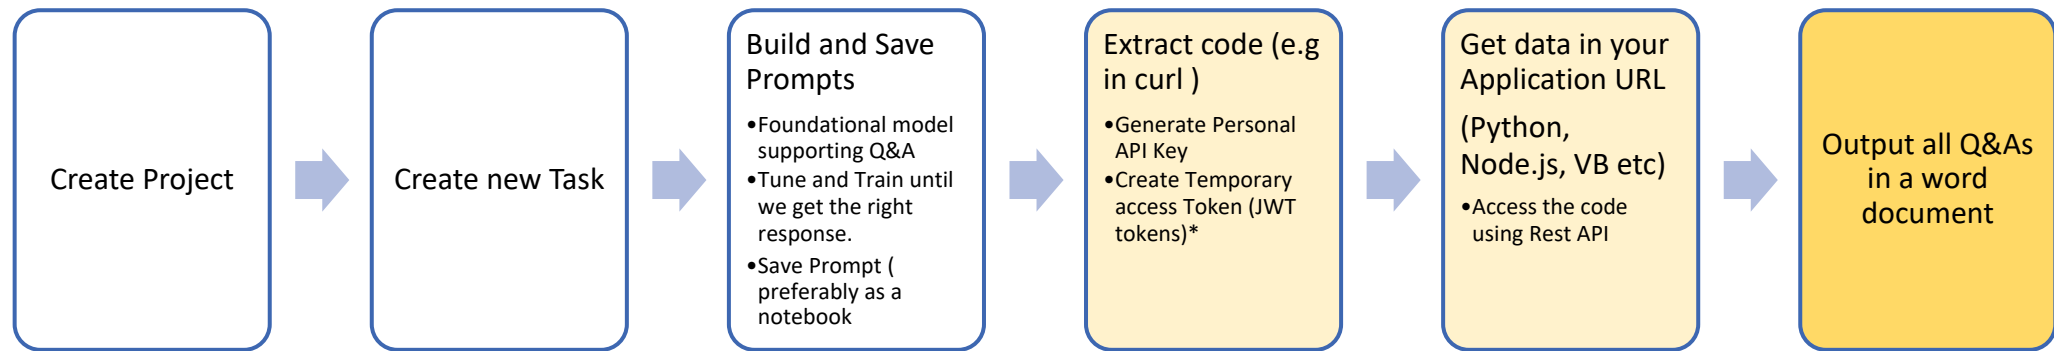 Create Project
Create new Task
Build and Save
Prompts
•Foundational model
supporting Q&A
•Tune and Train until
we get the right
response.
•Save Prompt (
preferably as a
notebook
Extract code (e.g
in curl )
•Generate Personal
API Key
•Create Temporary
access Token (JWT
tokens)*
Get data in your
Application URL
(Python,
Node.js, VB etc)
•Access the code
using Rest API
Output all Q&As
in a word
document